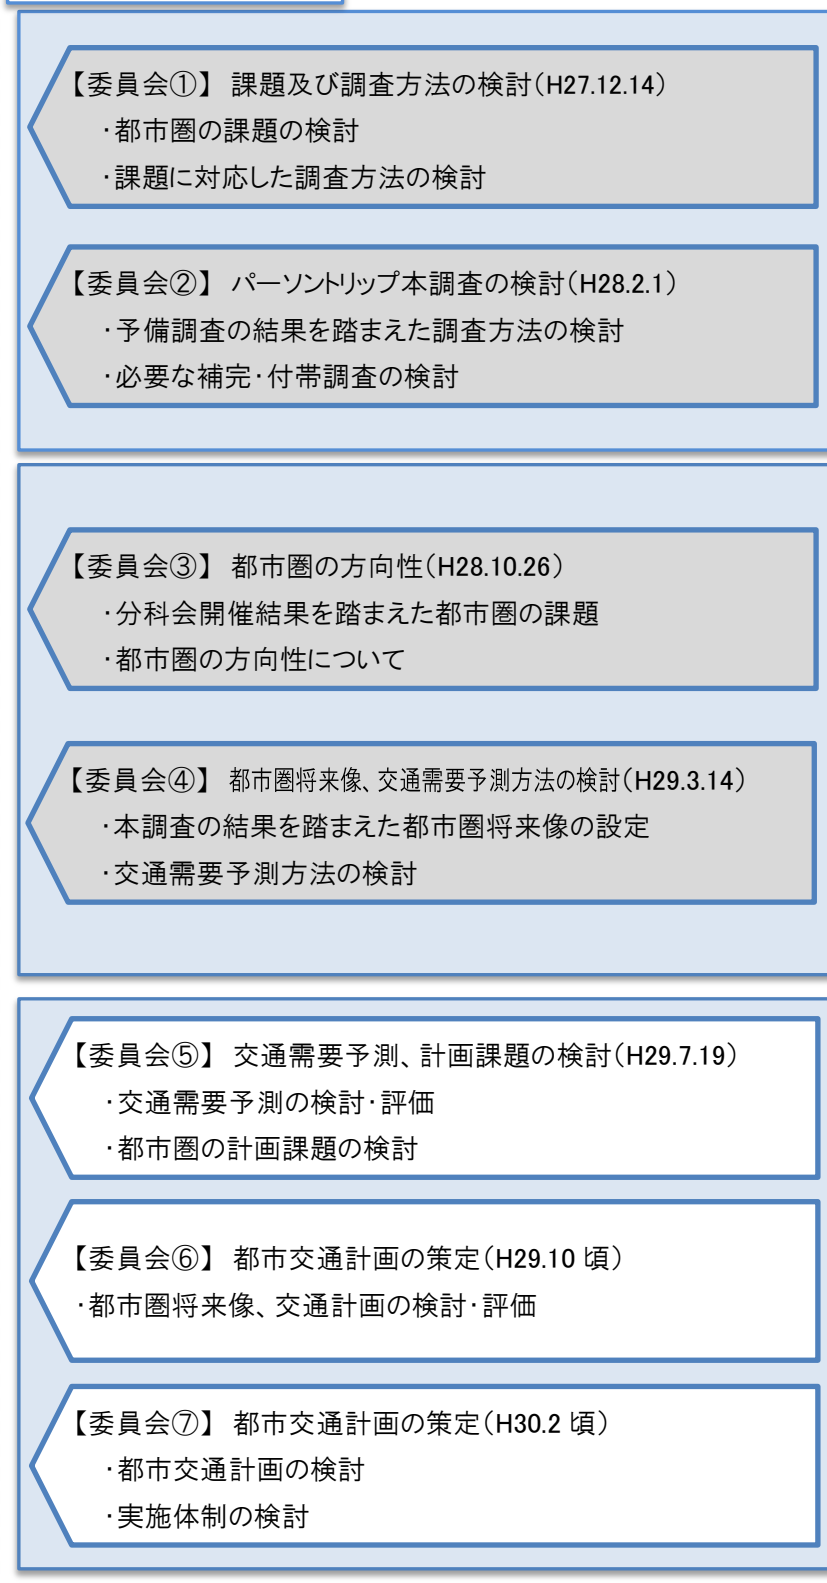 【委員会①】 課題及び調査方法の検討(H27.12.14)
・都市圏の課題の検討
・課題に対応した調査方法の検討
【委員会②】 パーソントリップ本調査の検討(H28.2.1)
・予備調査の結果を踏まえた調査方法の検討
・必要な補完・付帯調査の検討
【委員会③】 都市圏の方向性(H28.10.26)
・分科会開催結果を踏まえた都市圏の課題
・都市圏の方向性について
【委員会④】 都市圏将来像、交通需要予測方法の検討(H29.3.14)
・本調査の結果を踏まえた都市圏将来像の設定
・交通需要予測方法の検討
【委員会⑤】 交通需要予測、計画課題の検討(H29.7.19)
・交通需要予測の検討・評価
・都市圏の計画課題の検討
【委員会⑥】 都市交通計画の策定(H29.10 頃)
・都市圏将来像、交通計画の検討・評価
【委員会⑦】 都市交通計画の策定(H30.2 頃)
・都市交通計画の検討
・実施体制の検討